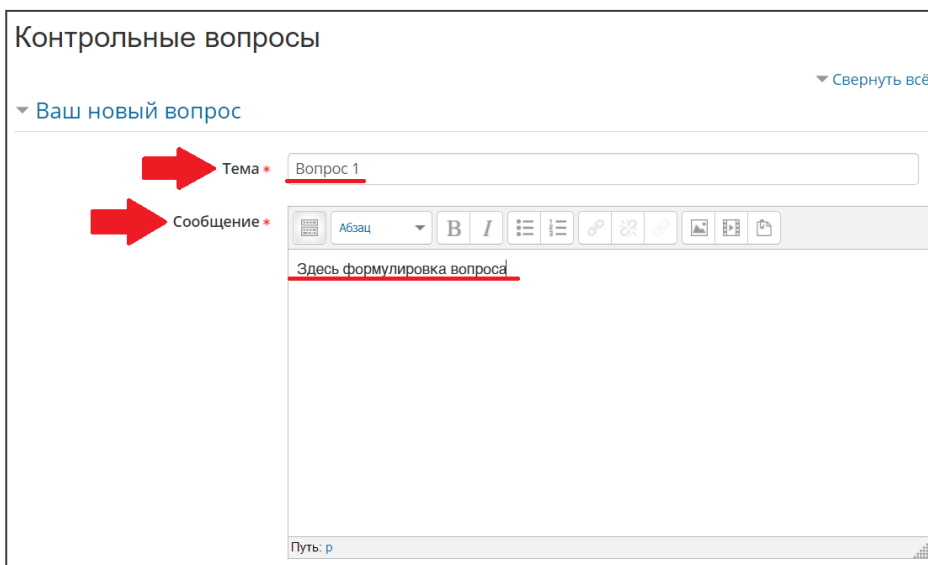 Контрольные вопросы
Свернуть всё
Ваш новый вопрос
Тема *
Вопрос 1
Сообщение *
Абзац
B I
Здесь формулировка вопроса
Путь: p